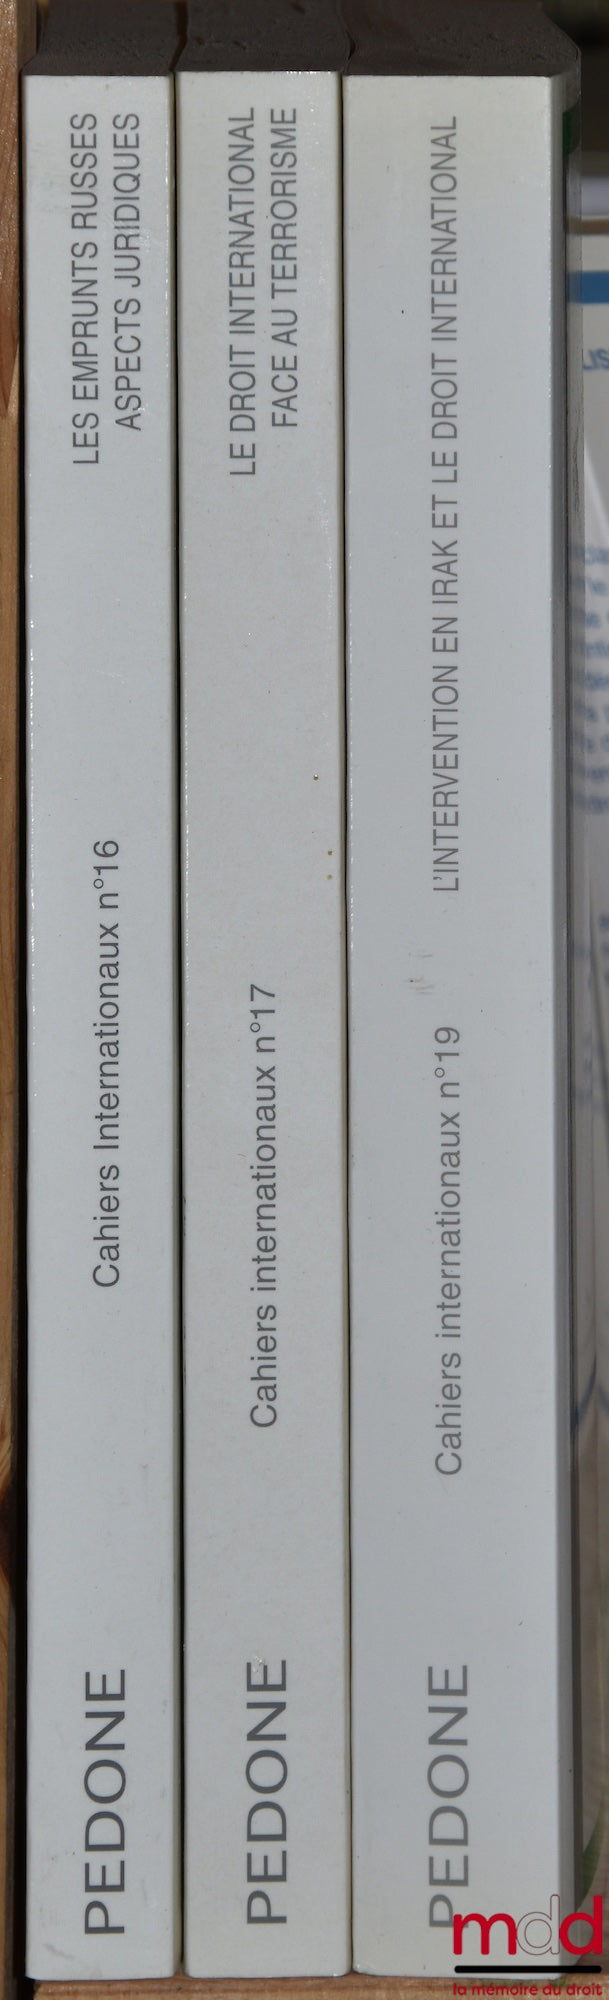 LES EMPRUNTS RUSSES
ASPECTS JURIDIQUES
Cahiers Internationaux n°16
PEDONE
LE DROIT INTERNATIONAL
FACE AU TERRORISME
Cahiers internationaux n°17
PEDONE
L'INTERVENTION EN IRAK ET LE DROIT INTERNATIONAL
Cahiers internationaux n°19
PEDONE
mdd
la mémoire du droit